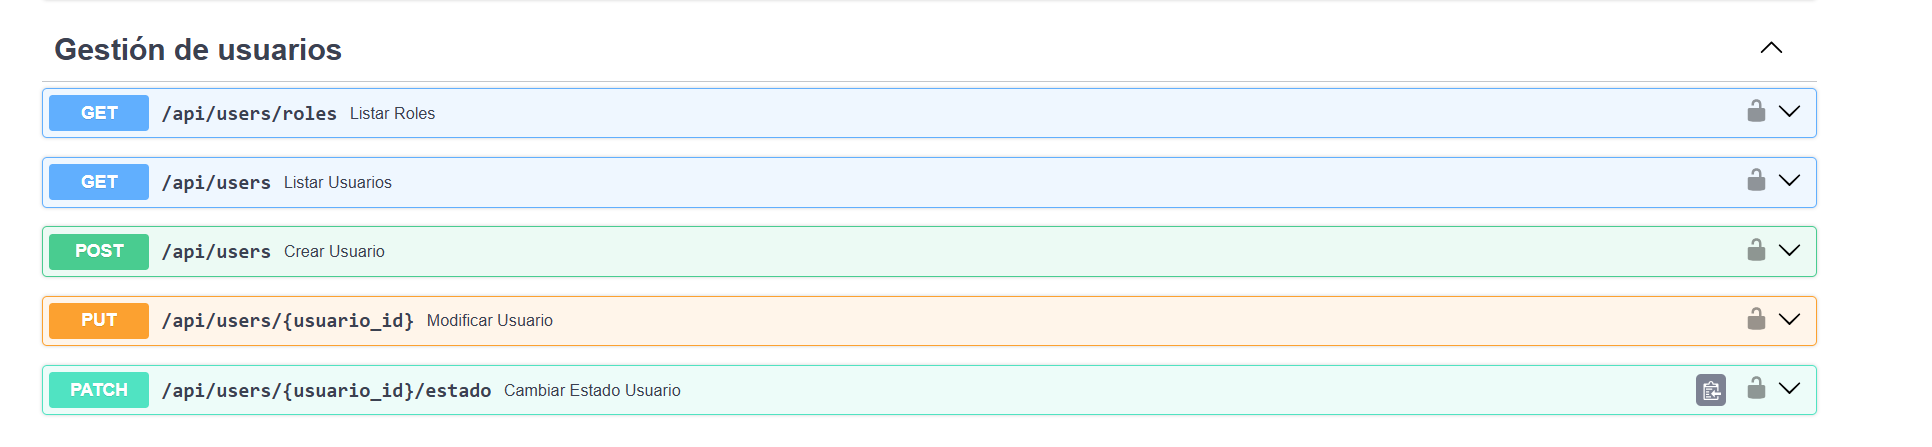 Gestión de usuarios
GET /api/users/roles Listar Roles
GET /api/users Listar Usuarios
POST /api/users Crear Usuario
PUT /api/users/{usuario_id} Modificar Usuario
PATCH /api/users/{usuario_id}/estado Cambiar Estado Usuario